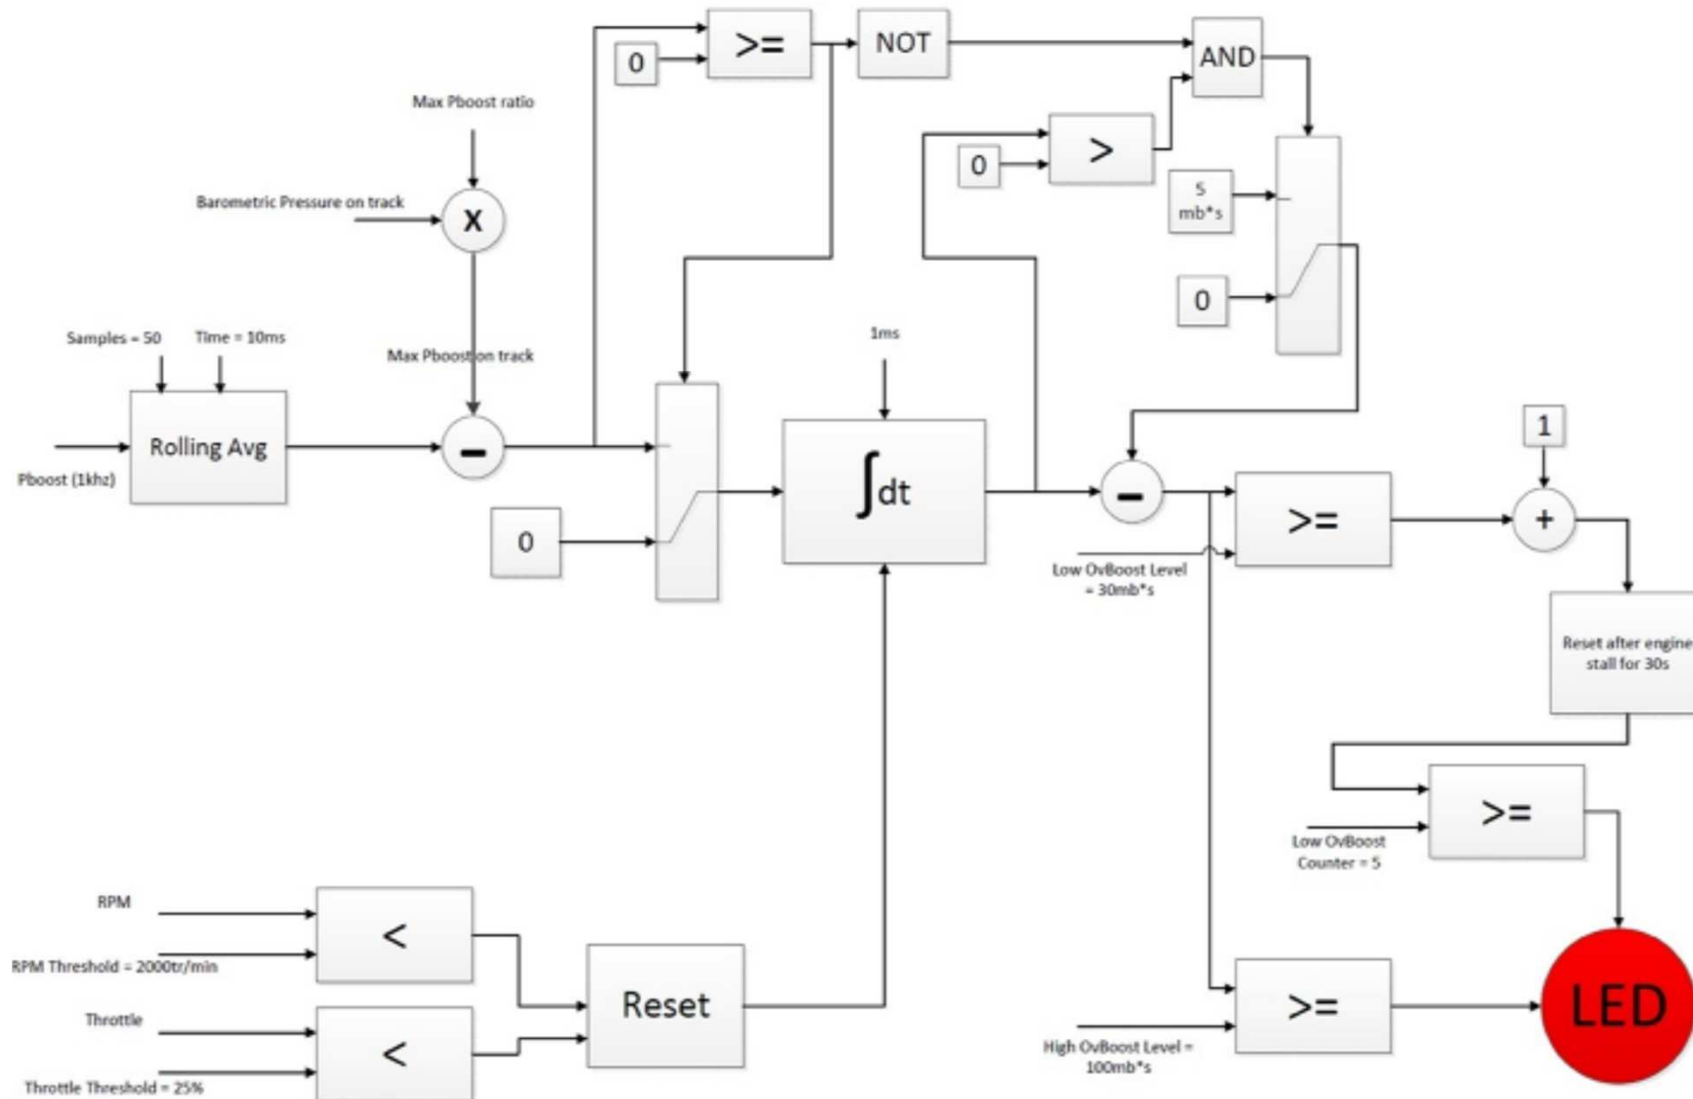 >=
NOT
AND
0
Max Pboost ratio
>
0
5
mb*s
Barometric Pressure on track
X
0
1ms
Samples = 50
Time = 10ms
Max Pboost on track
1
Rolling Avg
-
Pboost (1khz)
∫dt
-
>=
+
0
Low OvBoost Level
= 30mb*s
Reset after engine
stall for 30s
>=
Low OvBoost
Counter = 5
RPM
<
RPM Threshold = 2000tr/min
Reset
>=
LED
Throttle
<
High OvBoost Level =
100mb*s
Throttle Threshold = 25%